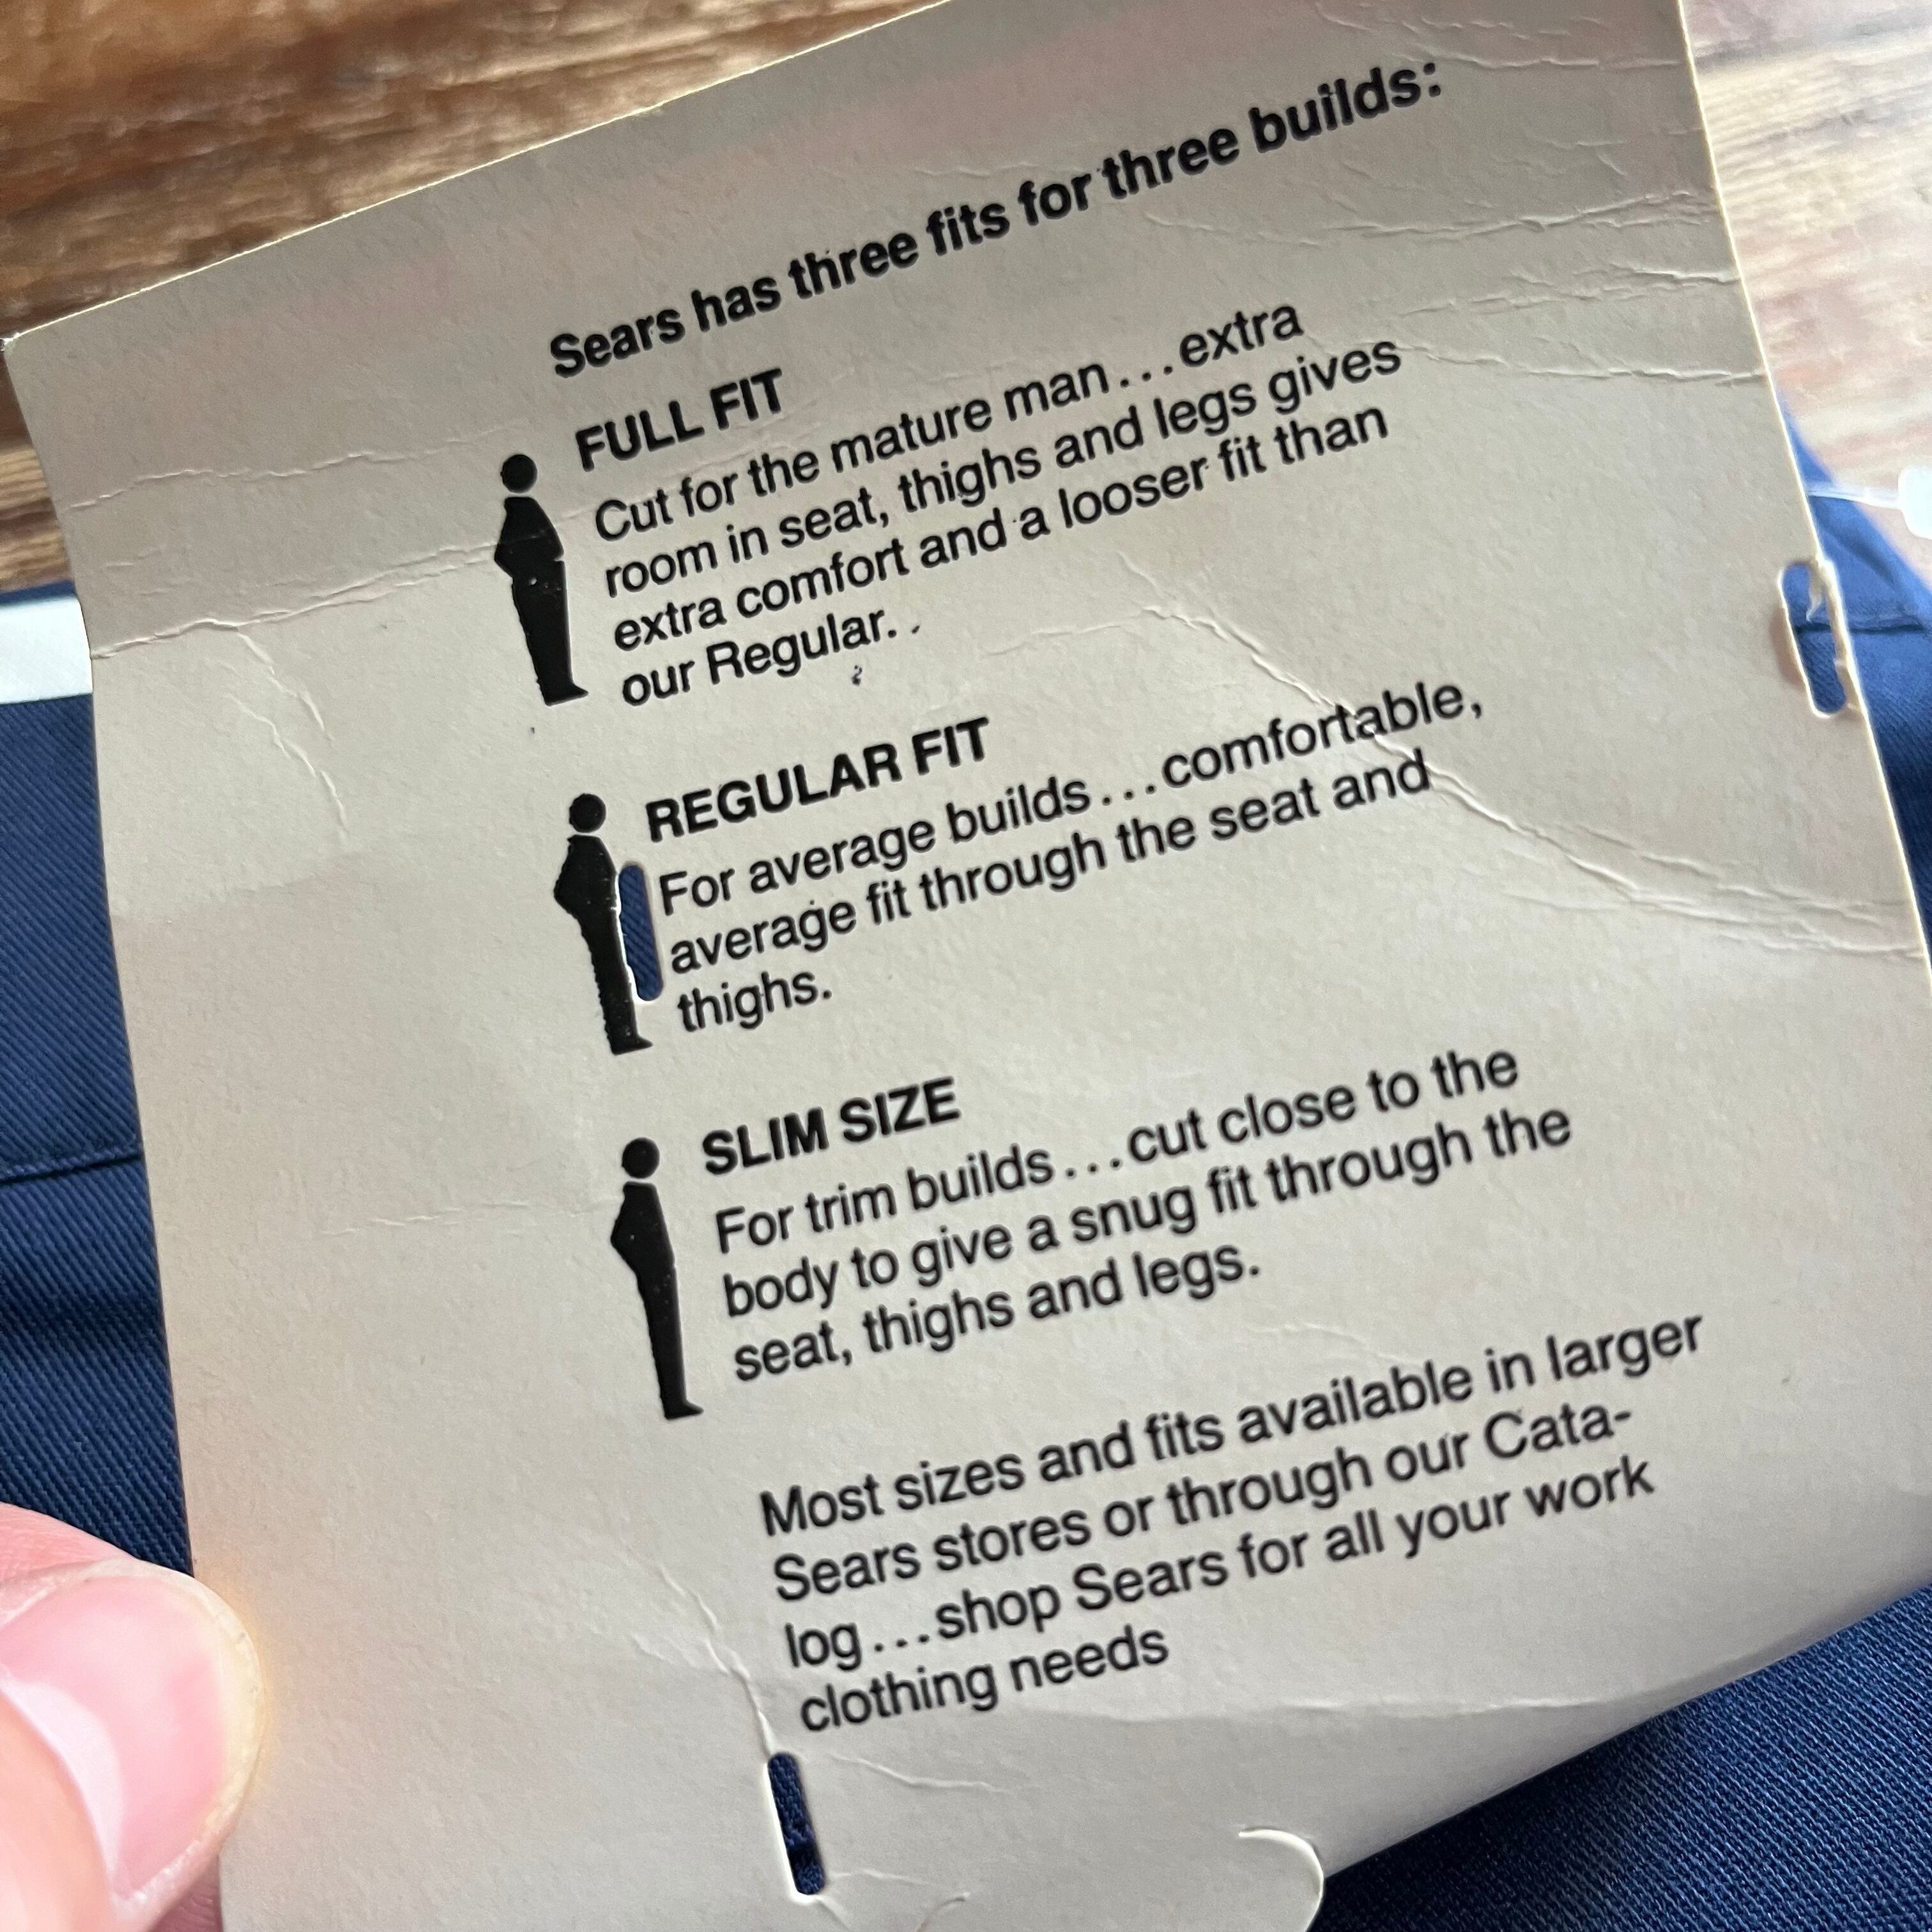 Sears has three fits for three builds:
FULL FIT
Cut for the mature man...extra
room in seat, thighs and legs gives
extra comfort and a looser fit than
our Regular.
REGULAR FIT
For average builds...comfortable,
average fit through the seat and
thighs.
SLIM SIZE
For trim builds...cut close to the
body to give a snug fit through the
seat, thighs and legs.
Most sizes and fits available in larger
Sears stores or through our Cata-
log...shop Sears for all your work
clothing needs